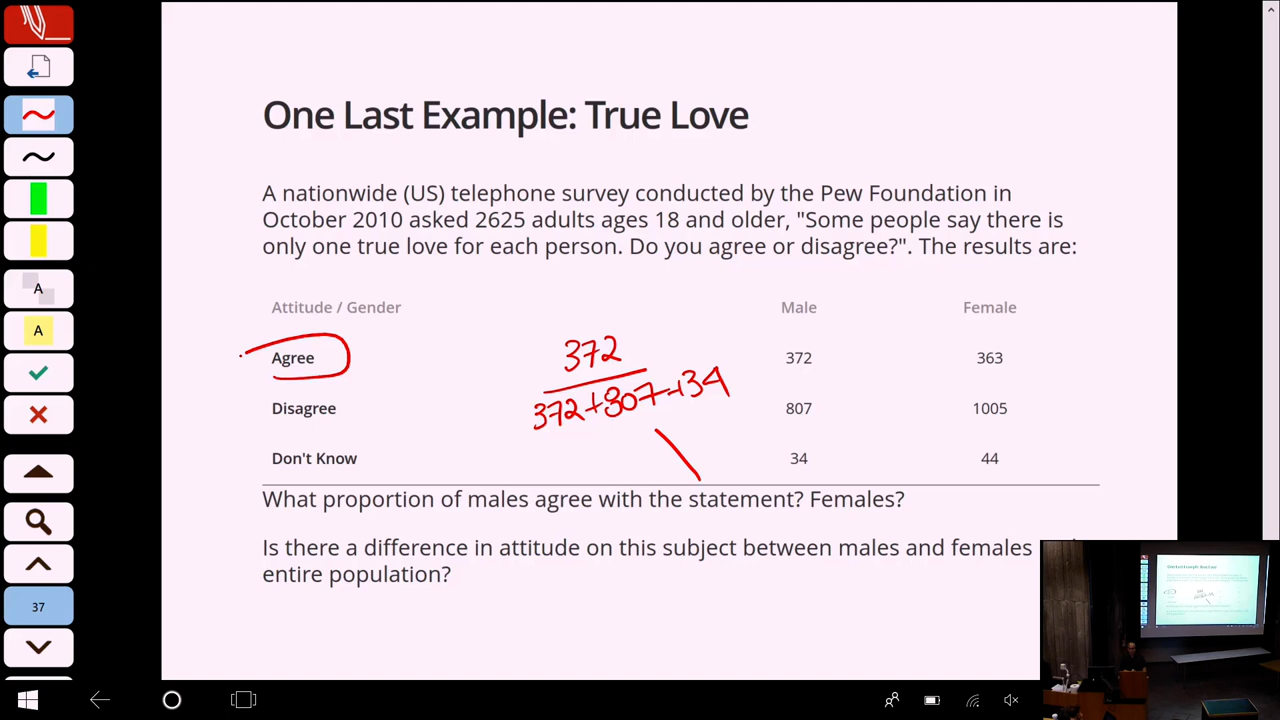 One Last Example: True Love
A nationwide (US) telephone survey conducted by the Pew Foundation in
October 2010 asked 2625 adults ages 18 and older, "Some people say there is
only one true love for each person. Do you agree or disagree?". The results are:
Attitude / Gender Male Female
Agree 372 363
372
372+807+34
Disagree 807 1005
Don't Know 34 44
What proportion of males agree with the statement? Females?
Is there a difference in attitude on this subject between males and females
entire population?
A
A
37